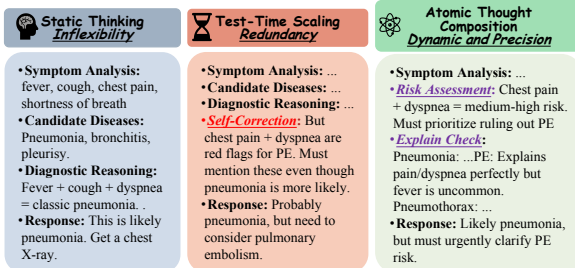 Static Thinking
Inflexibility
•Symptom Analysis:
fever, cough, chest pain,
shortness of breath
•Candidate Diseases:
Pneumonia, bronchitis,
pleurisy.
•Diagnostic Reasoning:
Fever + cough + dyspnea
= classic pneumonia. .
•Response: This is likely
pneumonia. Get a chest
X-ray.
Test-Time Scaling
Redundancy
•Symptom Analysis: ...
•Candidate Diseases: ...
•Diagnostic Reasoning: ...
•Self-Correction: But
chest pain + dyspnea are
red flags for PE. Must
mention these even though
pneumonia is more likely.
•Response: Probably
pneumonia, but need to
consider pulmonary
embolism.
Atomic Thought
Composition
Dynamic and Precision
•Symptom Analysis: ...
•Risk Assessment: Chest pain
+ dyspnea = medium-high risk.
Must prioritize ruling out PE
•Explain Check:
Pneumonia: ...PE: Explains
pain/dyspnea perfectly but
fever is uncommon.
Pneumothorax: ...
•Response: Likely pneumonia,
but must urgently clarify PE
risk.